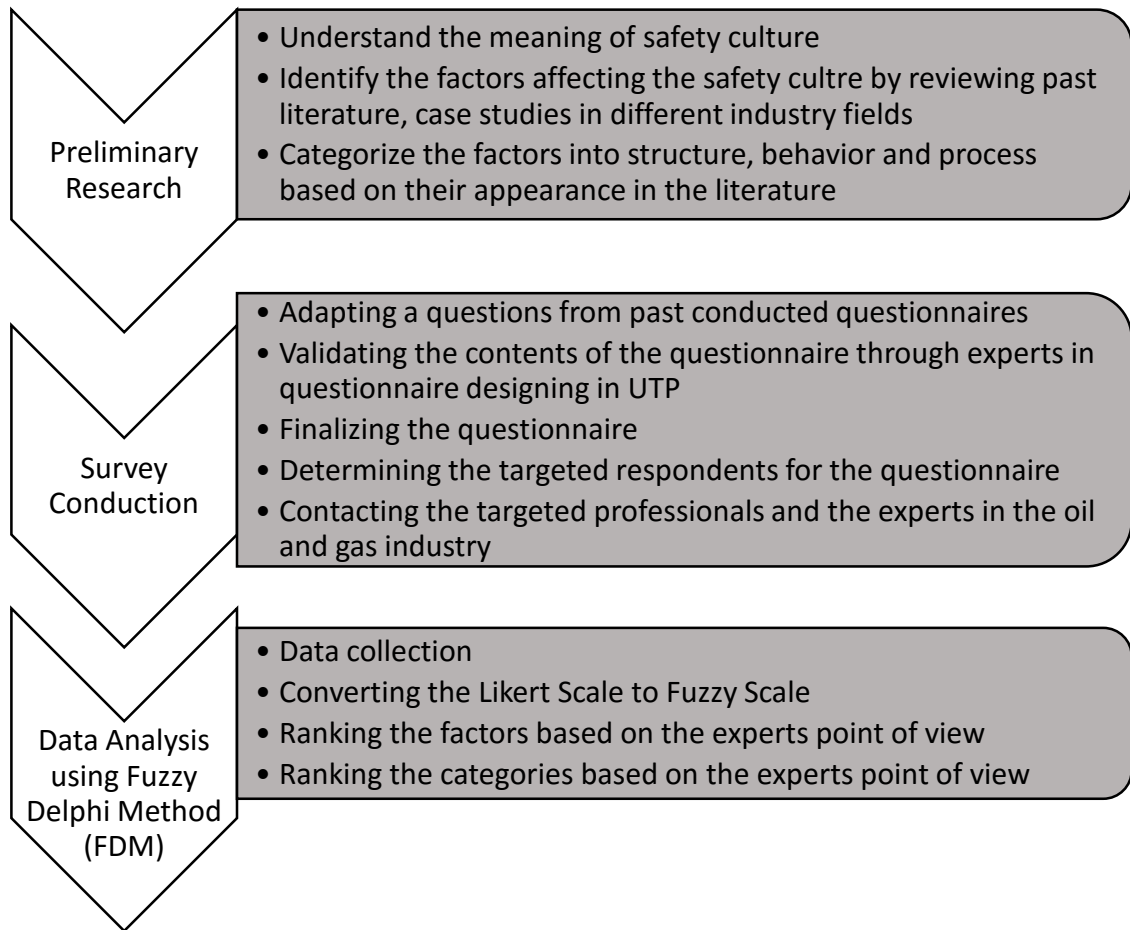 Preliminary
Research
• Understand the meaning of safety culture
• Identify the factors affecting the safety cultre by reviewing past
literature, case studies in different industry fields
• Categorize the factors into structure, behavior and process
based on their appearance in the literature
Survey
Conduction
• Adapting a questions from past conducted questionnaires
• Validating the contents of the questionnaire through experts in
questionnaire designing in UTP
• Finalizing the questionnaire
• Determining the targeted respondents for the questionnaire
• Contacting the targeted professionals and the experts in the oil
and gas industry
Data Analysis
using Fuzzy
Delphi Method
(FDM)
• Data collection
• Converting the Likert Scale to Fuzzy Scale
• Ranking the factors based on the experts point of view
• Ranking the categories based on the experts point of view